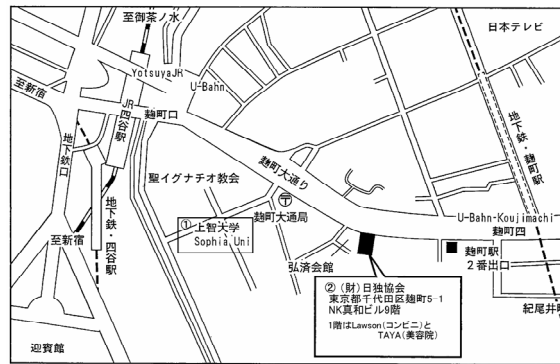 至御茶ノ水
日本テレビ
YotsuyaJR
U-Bahn
至新宿
JR四谷駅
麹町口
地下鉄口
地下鉄・麹町駅
麹町大通り
聖イグナチオ教会
地下鉄・四谷駅
① 上智大学
Sophia.Uni
麹町大通局
U-Bahn-Koujimachi
麹町四
至新宿
弘済会館
麹町駅
2番出口
② (財)日独協会
東京都千代田区麹町5-1
NK真和ビル9階
1階はLawson(コンビニ)と
TAYA(美容院)
紀尾井町
迎賓館